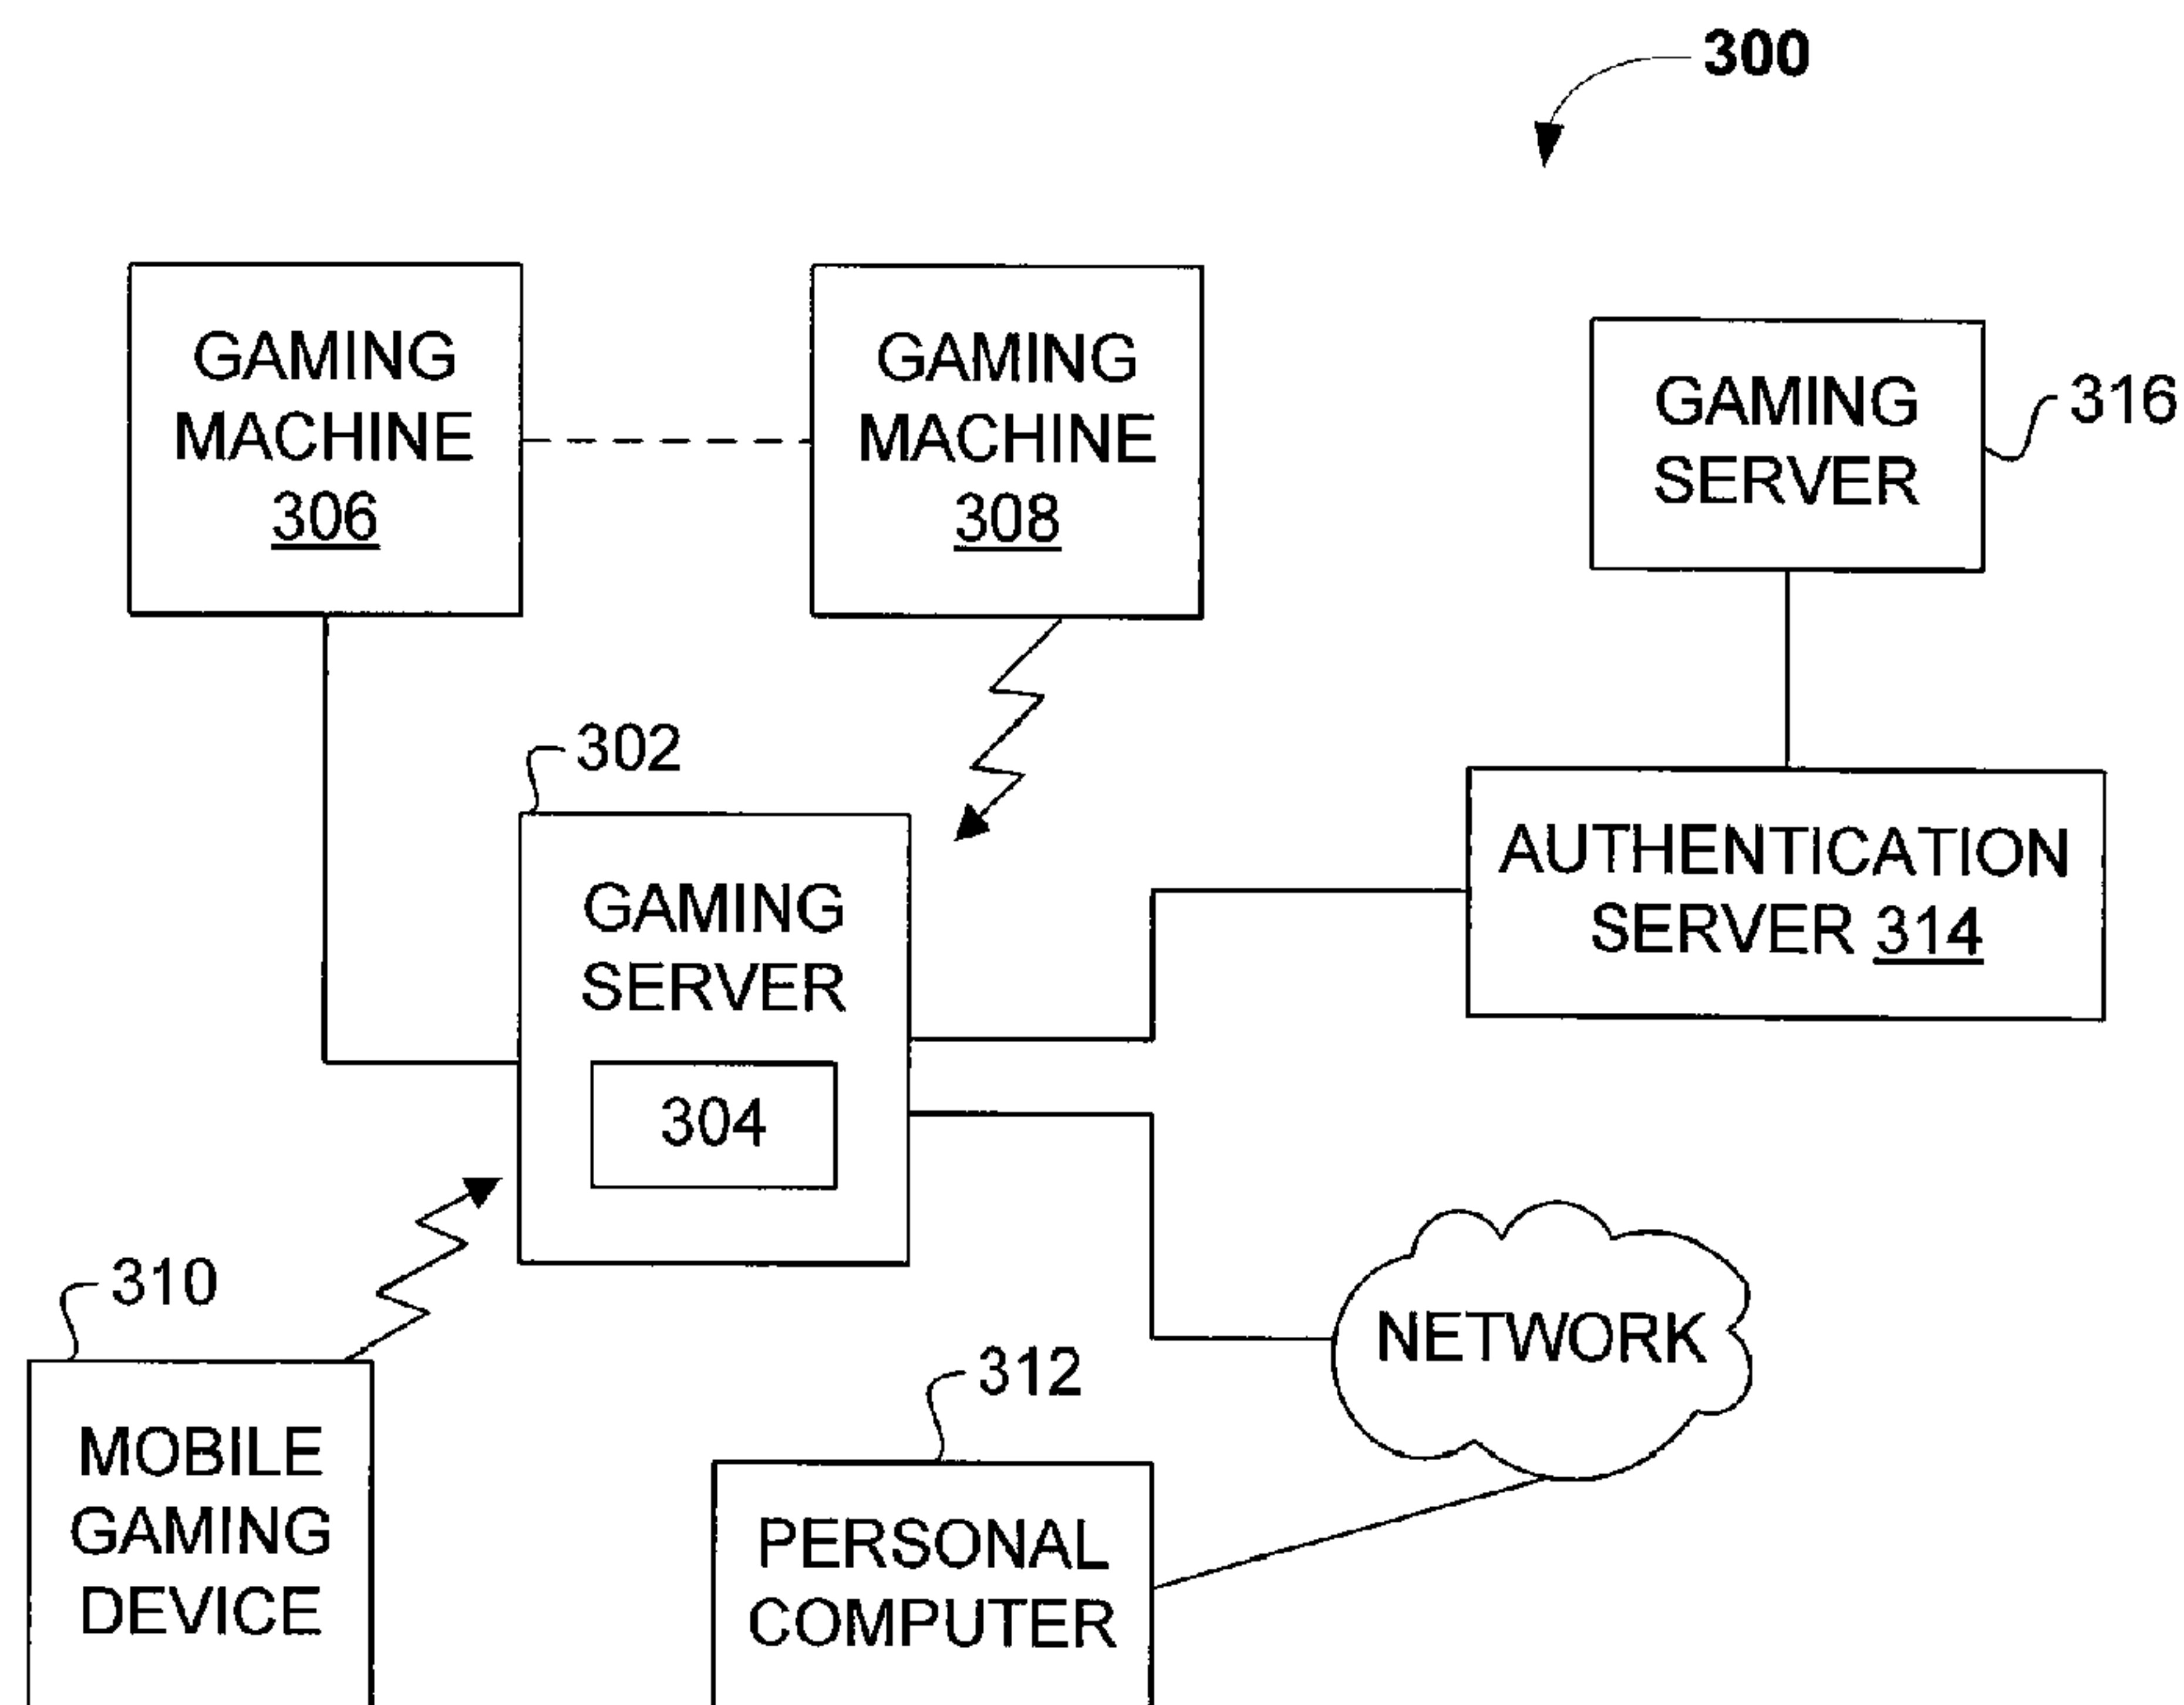 300
GAMING
MACHINE
306
GAMING
MACHINE
308
GAMING
SERVER
316
302
GAMING
SERVER
304
AUTHENTICATION
SERVER 314
310
MOBILE
GAMING
DEVICE
312
PERSONAL
COMPUTER
NETWORK